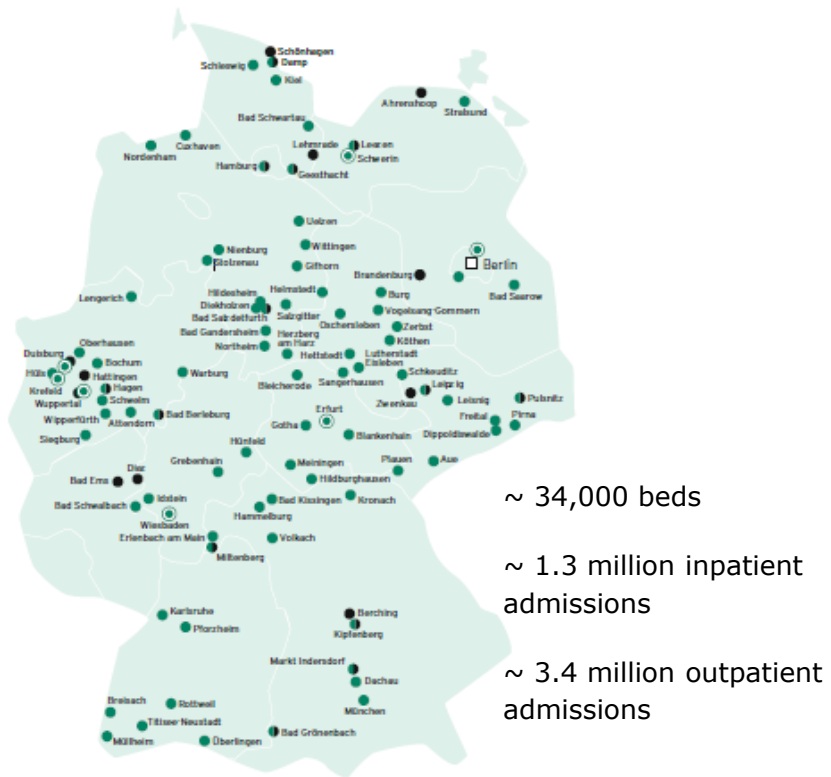 Schönhagen
Damp
Schleswig
Kiel
Ahrenshoop
Stralsund
Bad Schwartau
Cuxhaven
Nordenham
Lehmrade
Leezen
Schwerin
Hamburg
Geesthacht
Uelzen
Nienburg
Wittingen
Stolzenau
Gifhorn
Berlin
Brandenburg
Bad Saarow
Lengerich
Hildesheim
Helmstedt
Burg
Diekholzen
Salzgitter
Vogelsang-Gommern
Bad Salzdetfurth
Oschersleben
Zerbst
Bad Gandersheim
Herzberg
am Harz
Köthen
Northeim
Hettstedt
Lutherstadt
Eisleben
Oberhausen
Duisburg
Bochum
Hüls
Hattingen
Warburg
Bleicherode
Sangerhausen
Schkeuditz
Leipzig
Krefeld
Hagen
Zwenkau
Leisnig
Pulsnitz
Wuppertal
Schwelm
Erfurt
Freital
Pirna
Wipperfürth
Attendorn
Bad Berleburg
Gotha
Blankenhain
Dippoldiswalde
Siegburg
Hünfeld
Grebenhain
Meiningen
Plauen
Aue
Bad Ems
Diez
Hildburghausen
Idstein
Bad Kissingen
Kronach
Bad Schwalbach
Hammelburg
Wiesbaden
Erlenbach am Main
Volkach
Miltenberg
~ 34,000 beds
~ 1.3 million inpatient
admissions
~ 3.4 million outpatient
admissions
Karlsruhe
Pforzheim
Berching
Kipfenberg
Markt Indersdorf
Dachau
München
Breisach
Rottweil
Titisee-Neustadt
Müllheim
Überlingen
Bad Grönenbach